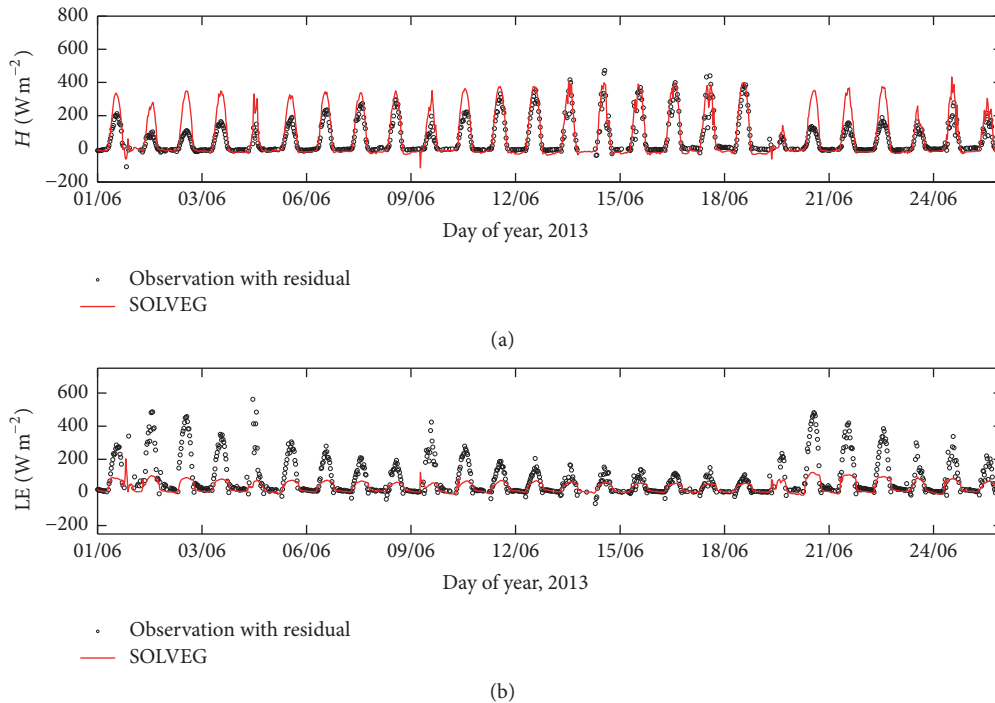 800
600
400
200
0
−200
H (W m−2)
01/06 03/06 06/06 09/06 12/06 15/06 18/06 21/06 24/06
Day of year, 2013
Observation with residual
SOLVEG
(a)
600
400
200
0
−200
LE (W m−2)
01/06 03/06 06/06 09/06 12/06 15/06 18/06 21/06 24/06
Day of year, 2013
Observation with residual
SOLVEG
(b)